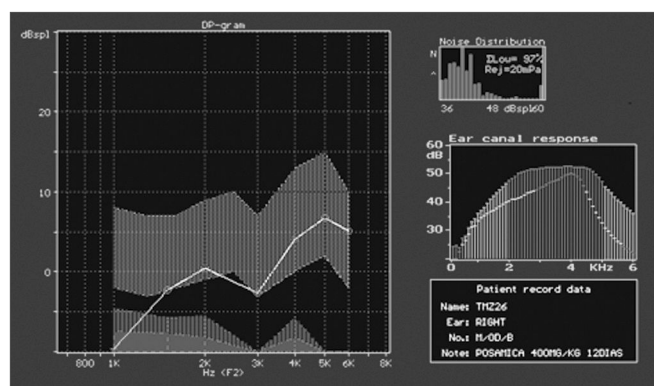 DP-gram
dBspl
20
10
0
800 1K 2K 3K 4K 5K 6K 8K
Hz (F2)
Noise Distribution
N
^
ΣLou= 97%
Rej=20mPa
36 48 dBspl60
Ear canal response
60
dB
50
40
30
0 2 4 KHz 6
Patient record data
Name: TMZ26
Ear: RIGHT
No.: M/OD/B
Note: POSAMICA 400MG/KG 12DIAS